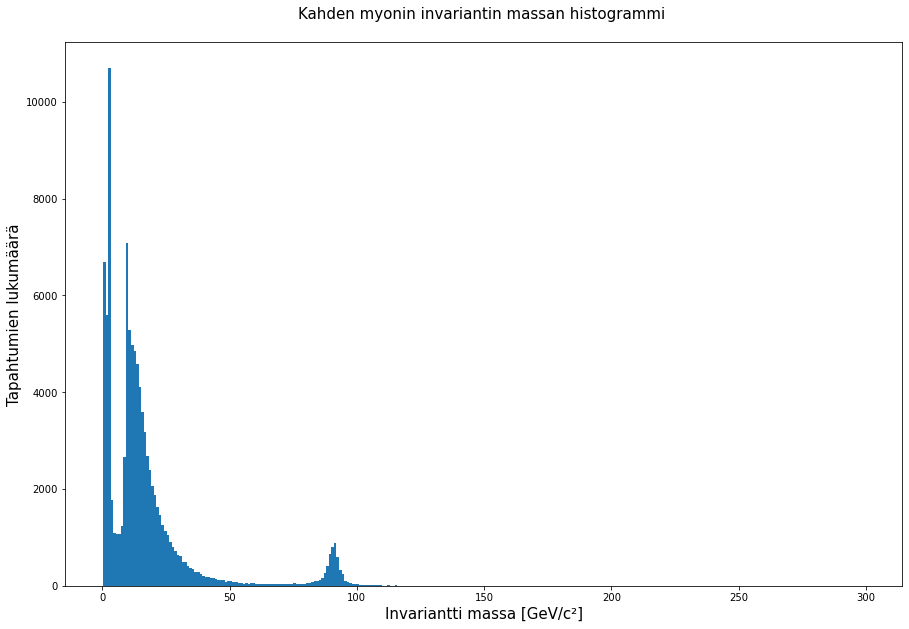 Kahden myonin invariantin massan histogrammi
Tapahtumien lukumäärä
10000
8000
6000
4000
2000
0
0 50 100 150 200 250 300
Invariantti massa [GeV/c²]